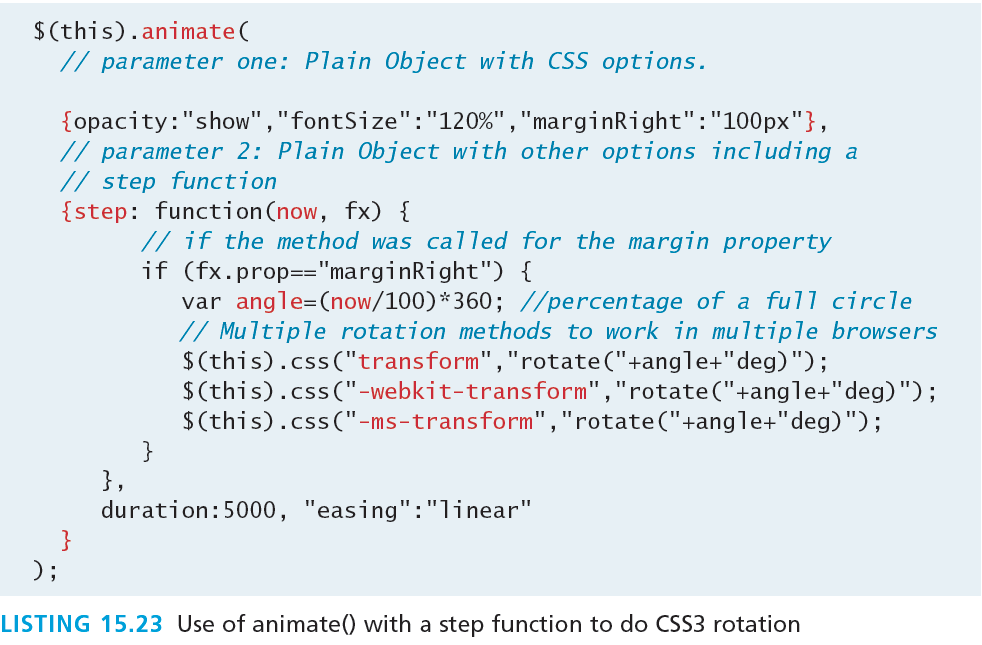 $(this).animate(
// parameter one: Plain Object with CSS options.
{opacity:"show","fontSize":"120%","marginRight":"100px"},
// parameter 2: Plain Object with other options including a
// step function
{step: function(now, fx) {
// if the method was called for the margin property
if (fx.prop=="marginRight") {
var angle=(now/100)*360; //percentage of a full circle
// Multiple rotation methods to work in multiple browsers
$(this).css("transform","rotate("+angle+"deg)");
$(this).css("-webkit-transform","rotate("+angle+"deg)");
$(this).css("-ms-transform","rotate("+angle+"deg)");
}
},
duration:5000, "easing":"linear"
}
);
LISTING 15.23 Use of animate() with a step function to do CSS3 rotation